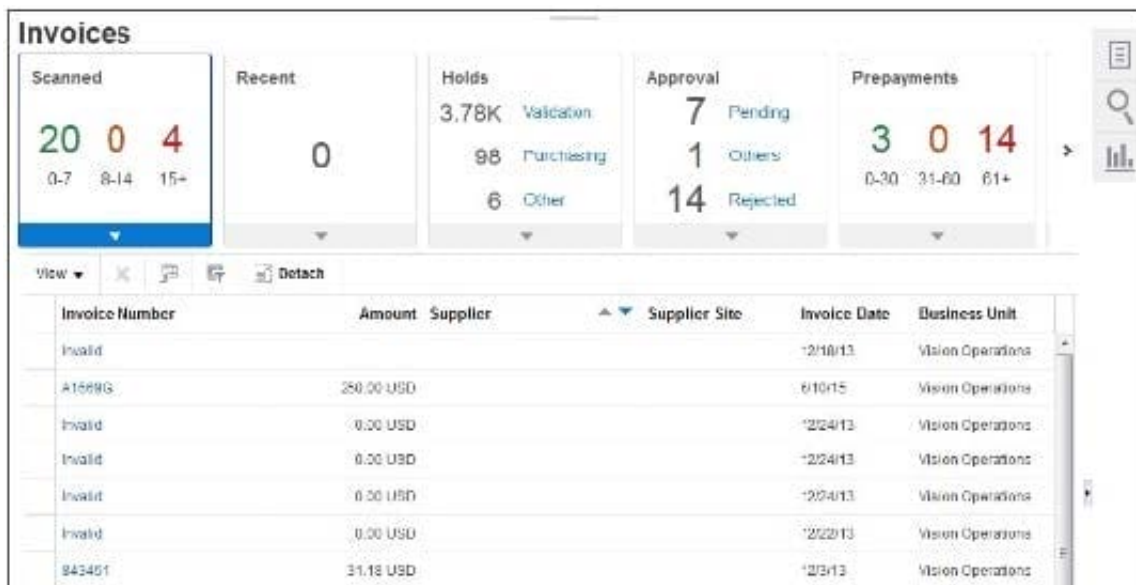 Invoices
Scanned Recent Holds Approval Prepayments
20 0 4
0-7 8-14 15+
0
3.78K Validation
98 Purchasing
6 Other
7 Pending
1 Others
14 Rejected
3 0 14
0-30 31-60 61+
View Detach
Invoice Number Amount Supplier Supplier Site Invoice Date Business Unit
Invalid 12/18/13 Vision Operations
A1569G 250.00 USD 6/10/15 Vision Operations
Invalid 0.00 USD 12/24/13 Vision Operations
Invalid 0.00 USD 12/24/13 Vision Operations
Invalid 0.00 USD 12/24/13 Vision Operations
Invalid 0.00 USD 12/22/13 Vision Operations
843451 31.18 USD 12/3/13 Vision Operations